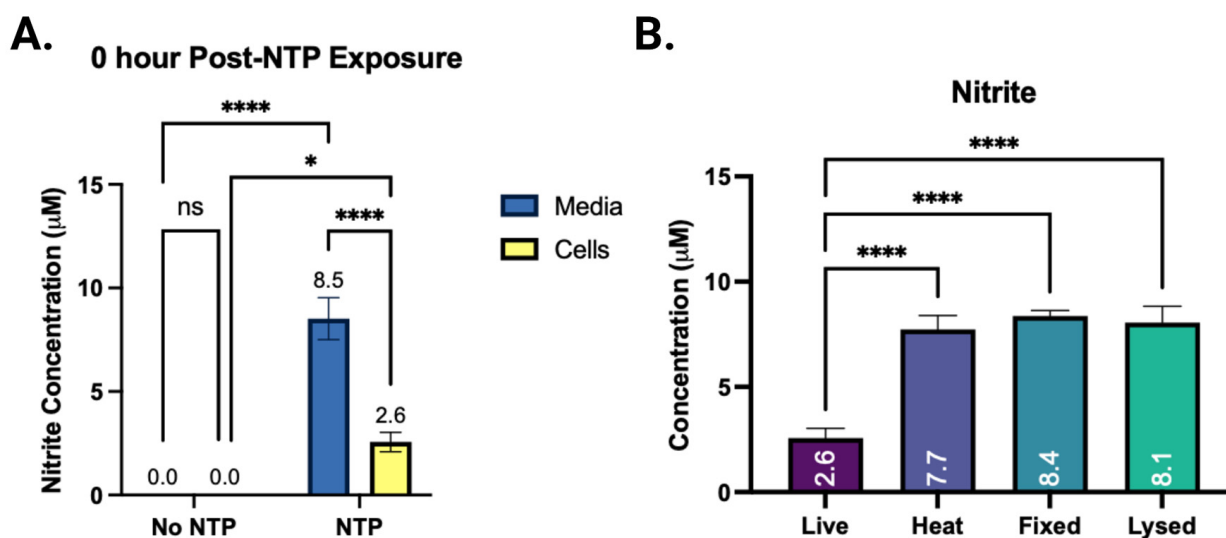 A.
0 hour Post-NTP Exposure
****
*
ns
****
Nitrite Concentration (μM)
15
10
5
0
0.0
0.0
8.5
2.6
No NTP
NTP
Media
Cells
B.
Nitrite
****
****
****
Concentration (μM)
15
10
5
0
2.6
7.7
8.4
8.1
Live
Heat
Fixed
Lysed